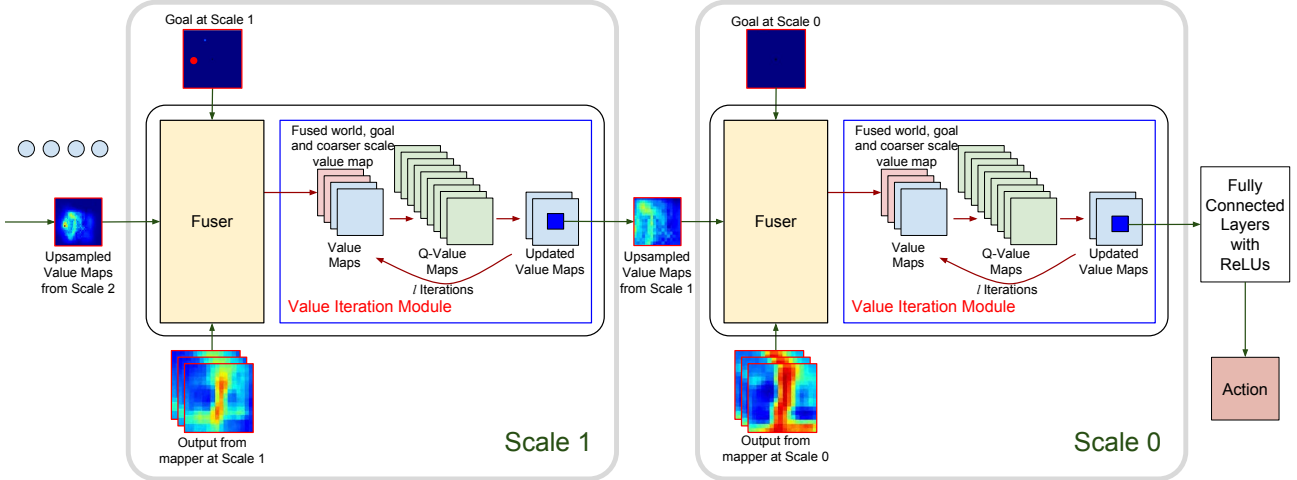 Goal at Scale 1
Fuser
Fused world, goal
and coarser scale
value map
Value
Maps
Q-Value
Maps
Updated
Value Maps
l Iterations
Value Iteration Module
Upsampled
Value Maps
from Scale 2
Output from
mapper at Scale 1
Scale 1
Upsampled
Value Maps
from Scale 1
Goal at Scale 0
Fuser
Fused world, goal
and coarser scale
value map
Value
Maps
Q-Value
Maps
Updated
Value Maps
l Iterations
Value Iteration Module
Output from
mapper at Scale 0
Scale 0
Fully
Connected
Layers
with
ReLUs
Action